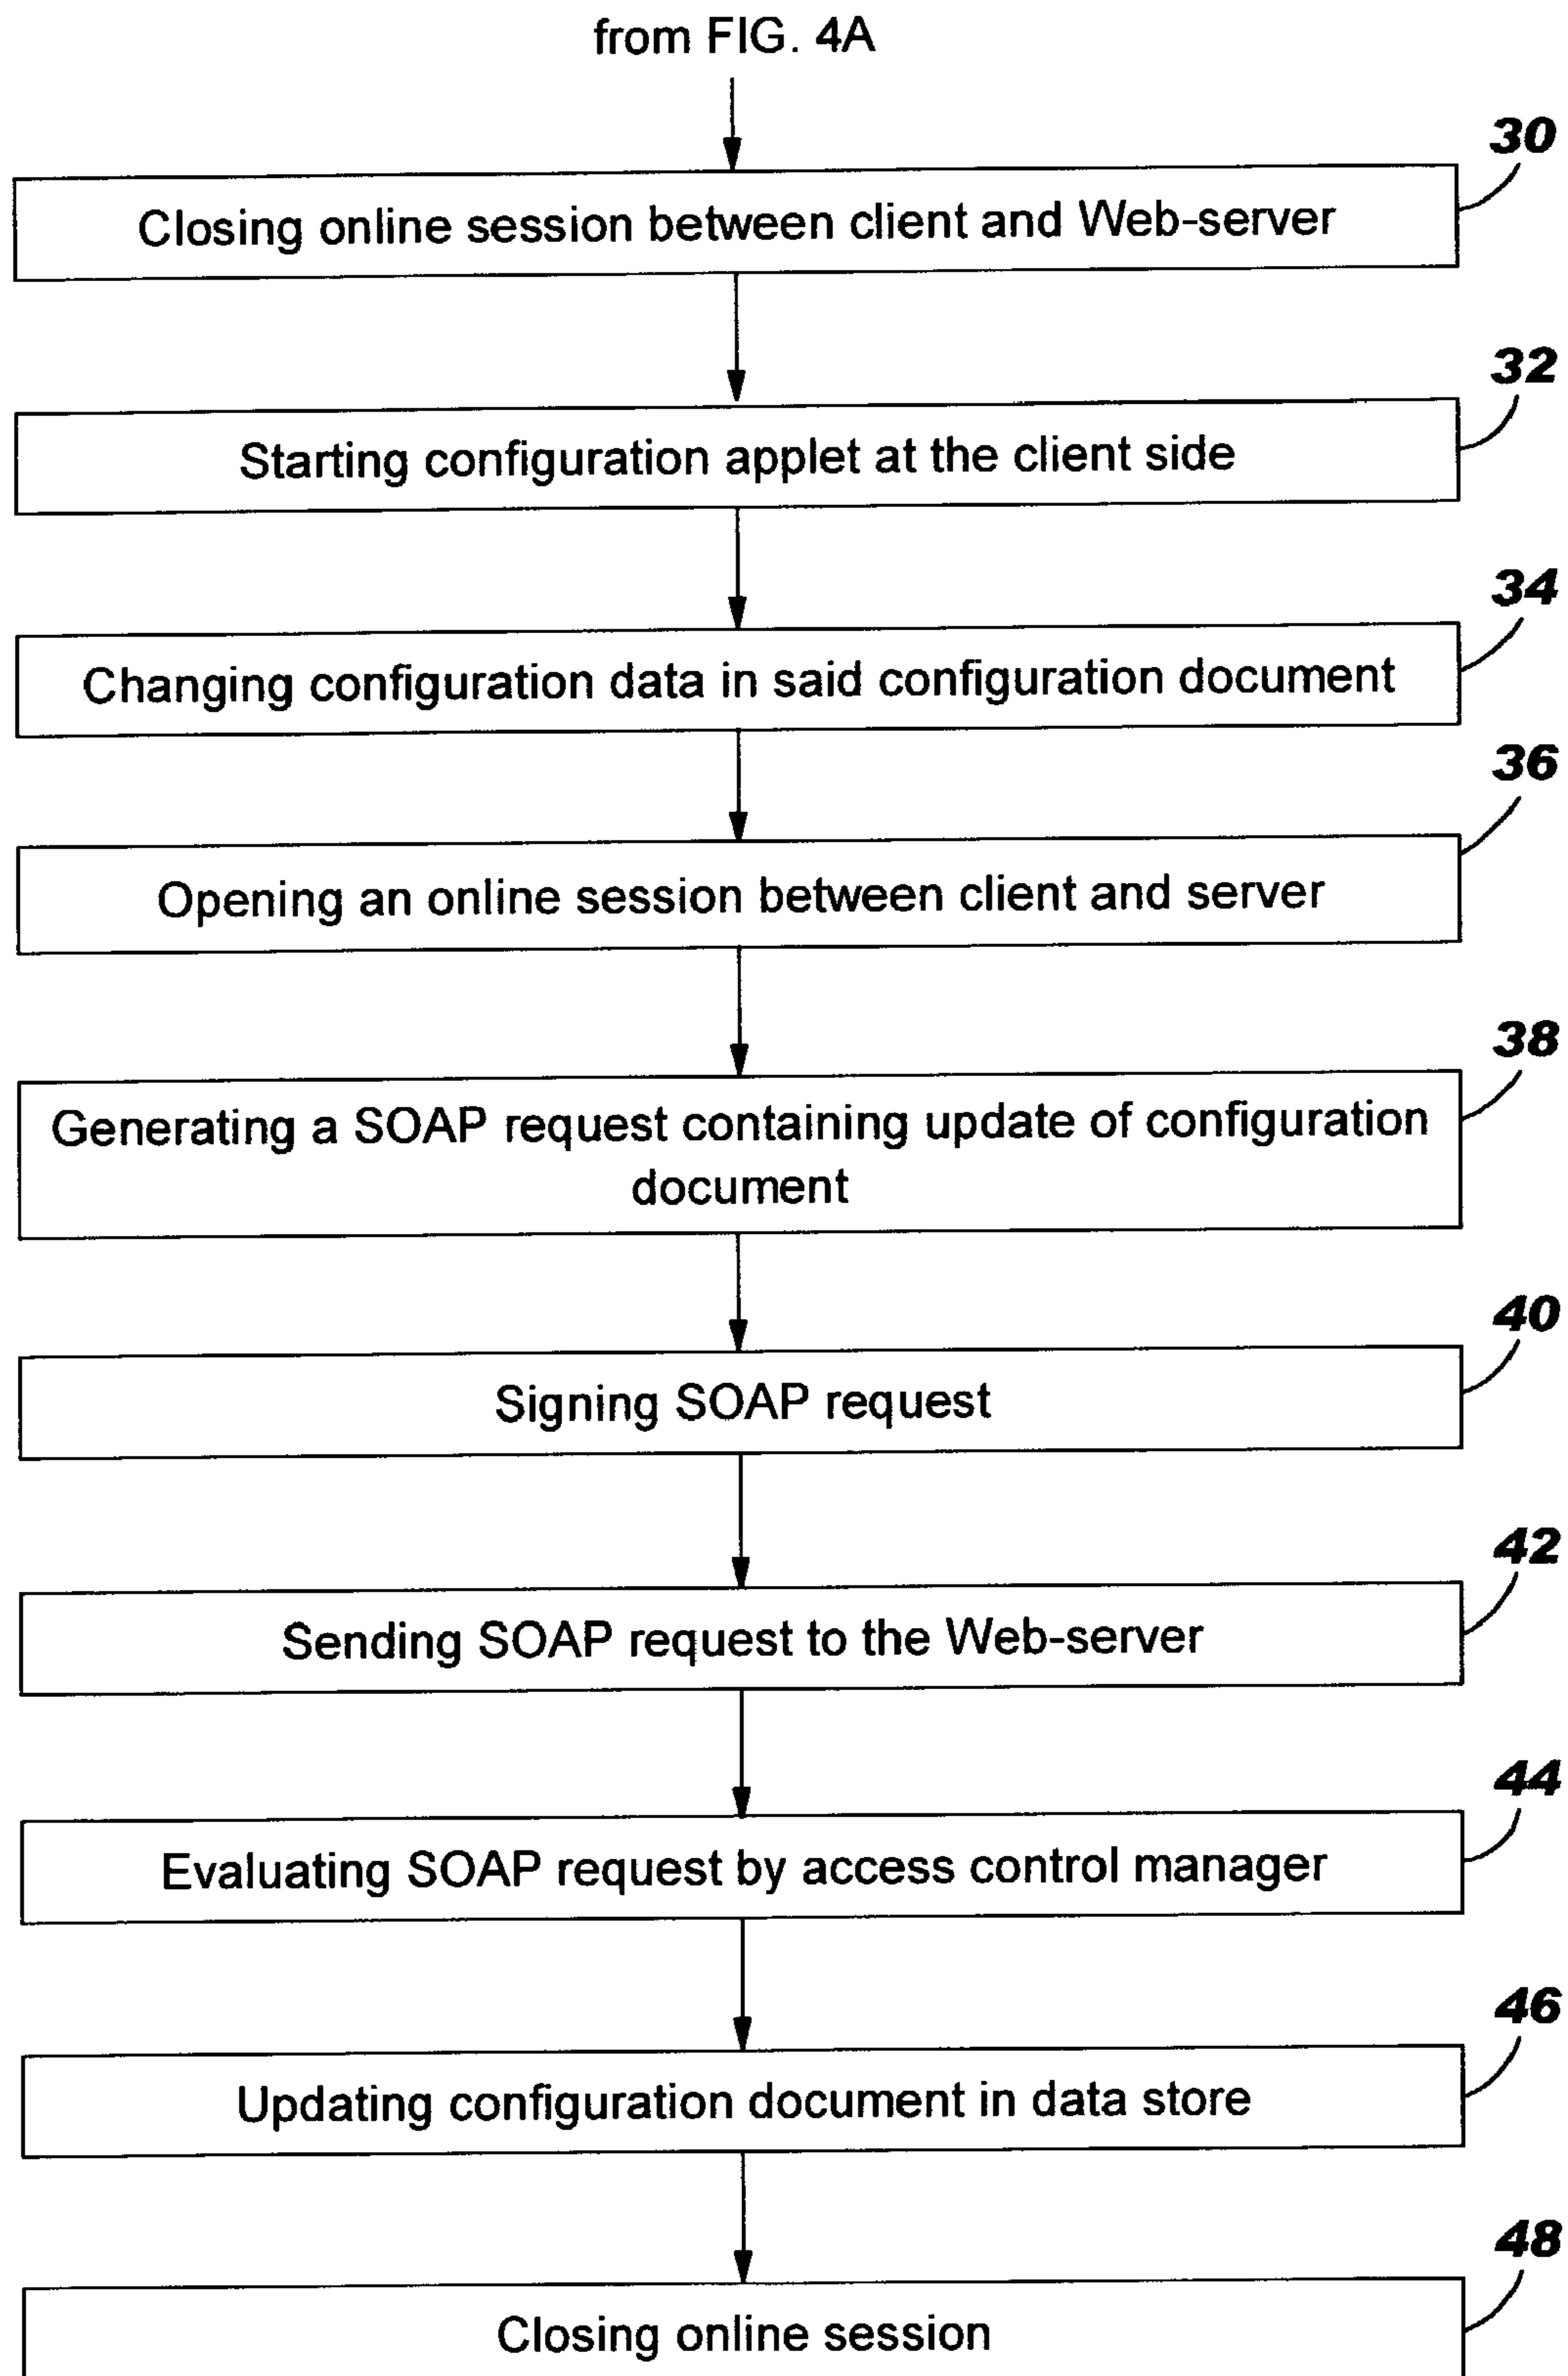 from FIG. 4A
30
Closing online session between client and Web-server
32
Starting configuration applet at the client side
34
Changing configuration data in said configuration document
36
Opening an online session between client and server
38
Generating a SOAP request containing update of configuration
document
40
Signing SOAP request
42
Sending SOAP request to the Web-server
44
Evaluating SOAP request by access control manager
46
Updating configuration document in data store
48
Closing online session